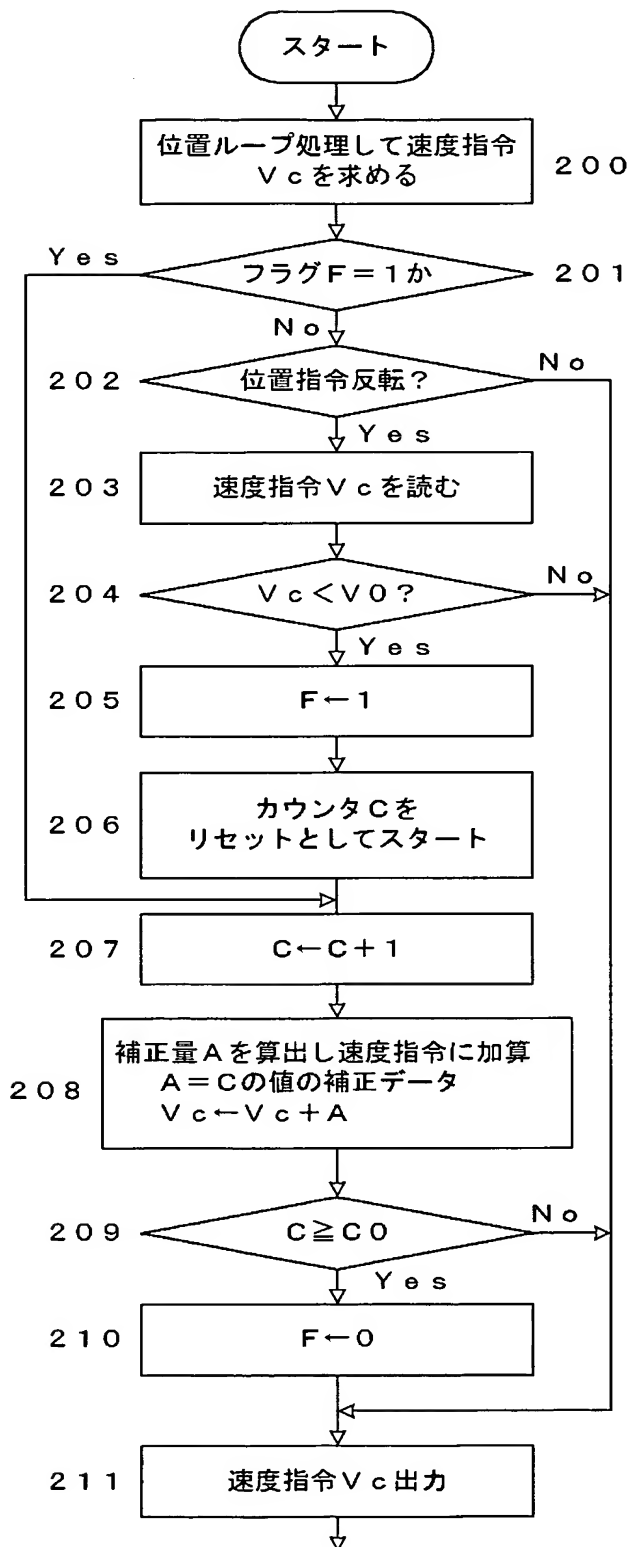 スタート
位置ループ処理して速度指令
Vcを求める
200
Yes
フラグF=1か
201
No
202
位置指令反転?
No
Yes
203
速度指令Vcを読む
204
Vc<V0?
No
Yes
205
F←1
206
カウンタCを
リセットとしてスタート
207
C←C+1
208
補正量Aを算出し速度指令に加算
A=Cの値の補正データ
Vc←Vc+A
209
C≧C0
No
Yes
210
F←0
211
速度指令Vc出力